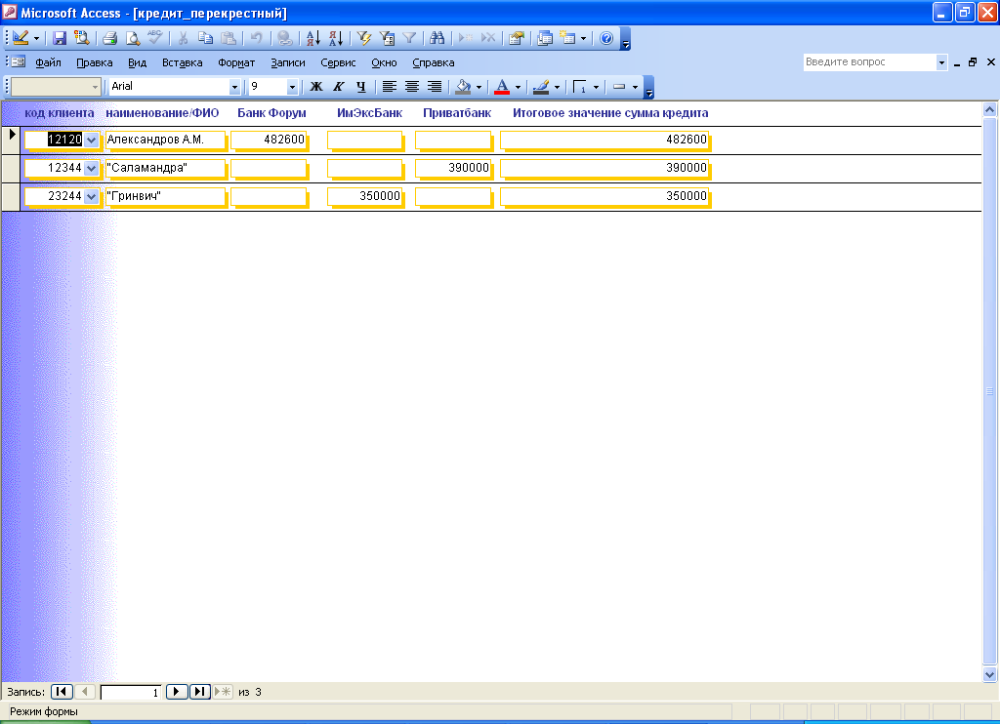 Microsoft Access - [кредит_перекрестный]
Файл Правка Вид Вставка Формат Записи Сервис Окно Справка Введите вопрос
Arial 9 Ж К Ч
код клиента наименование/ФИО Банк Форум ИмЭксБанк Приватбанк Итоговое значение сумма кредита
12120 Александров А.М. 482600 482600
12344 "Саламандра" 390000 390000
23244 "Гринвич" 350000 350000
Запись: 1 из 3
Режим формы